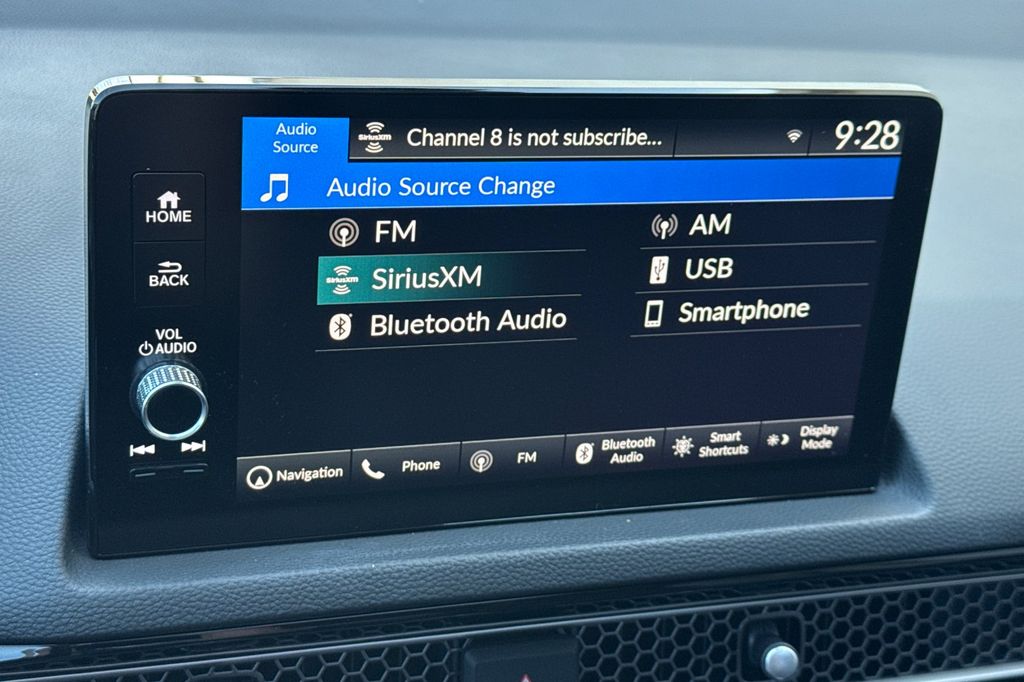 Audio
Source
SiriusXM
Channel 8 is not subscribe...
9:28
Audio Source Change
HOME
BACK
VOL
AUDIO
FM
AM
SiriusXM
SiriusXM
USB
Bluetooth Audio
Smartphone
Navigation
Phone
FM
Bluetooth
Audio
Smart
Shortcuts
Display
Mode